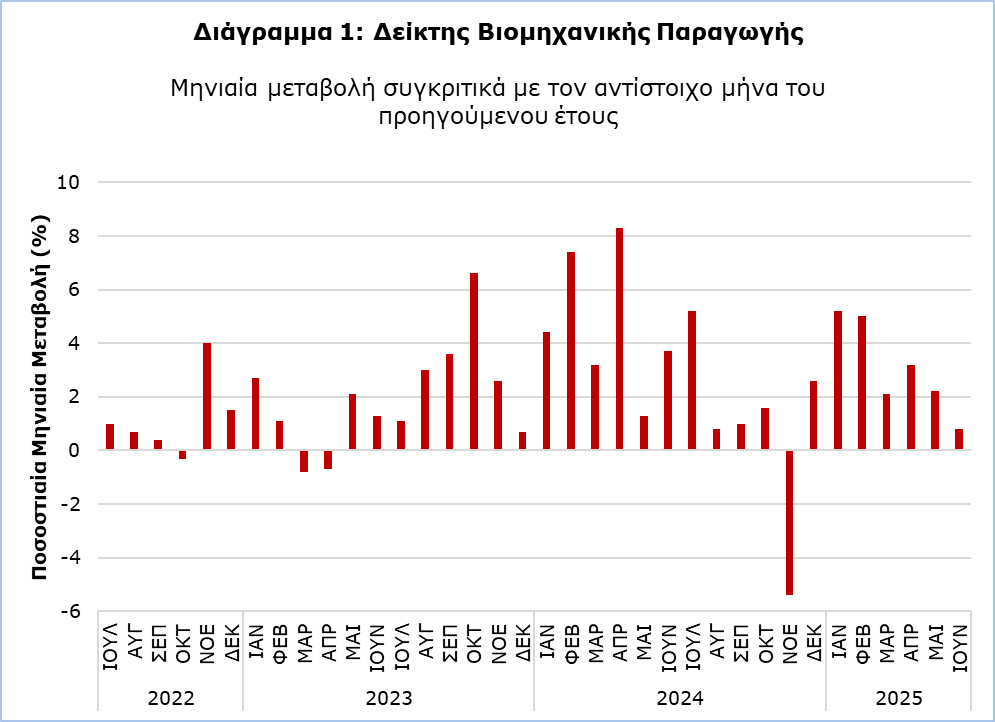 Διάγραμμα 1: Δείκτης Βιομηχανικής Παραγωγής
Μηνιαία μεταβολή συγκριτικά με τον αντίστοιχο μήνα του
προηγούμενου έτους
Ποσοστιαία Μηνιαία Μεταβολή (%)
10
8
6
4
2
0
-2
-4
-6
ΙΟΥΛ ΑΥΓ ΣΕΠ ΟΚΤ ΝΟΕ ΔΕΚ ΙΑΝ ΦΕΒ ΜΑΡ ΑΠΡ ΜΑΙ ΙΟΥΝ ΙΟΥΛ ΑΥΓ ΣΕΠ ΟΚΤ ΝΟΕ ΔΕΚ ΙΑΝ ΦΕΒ ΜΑΡ ΑΠΡ ΜΑΙ ΙΟΥΝ ΙΟΥΛ ΑΥΓ ΣΕΠ ΟΚΤ ΝΟΕ ΔΕΚ ΙΑΝ ΦΕΒ ΜΑΡ ΑΠΡ ΜΑΙ ΙΟΥΝ
2022 2023 2024 2025